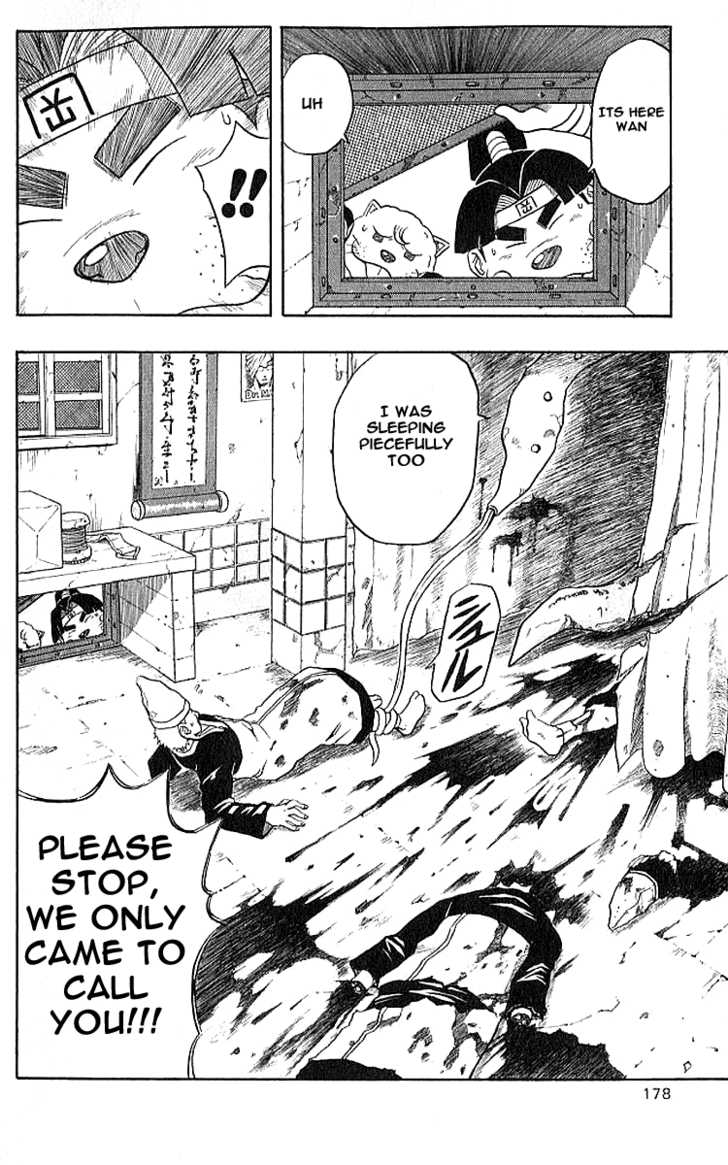 ITS HERE
WAN
UH
!!
I WAS
SLEEPING
PIECEFULLY
TOO
シュル
PLEASE
STOP,
WE ONLY
CAME TO
CALL
YOU!!!
178